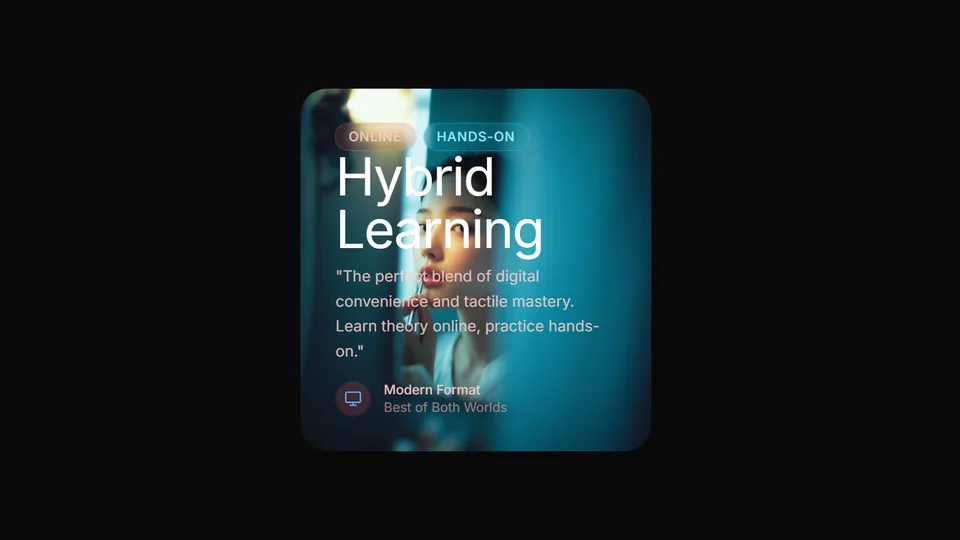 ONLINE HANDS-ON
Hybrid
Learning
"The perfect blend of digital
convenience and tactile mastery.
Learn theory online, practice hands-
on."
Modern Format
Best of Both Worlds